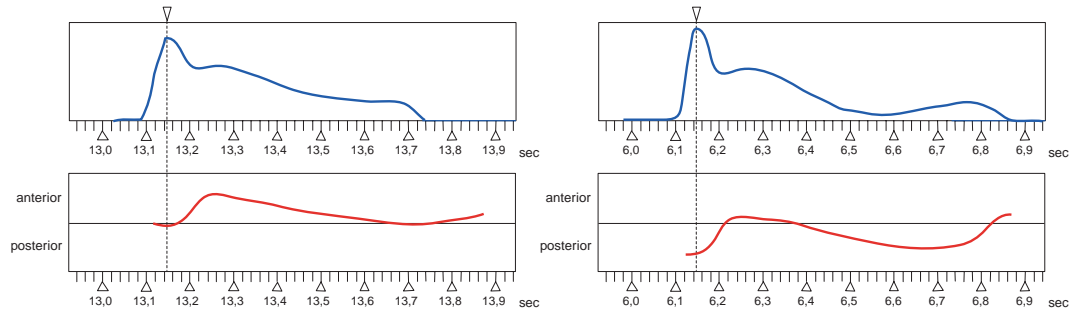 13,0 13,1 13,2 13,3 13,4 13,5 13,6 13,7 13,8 13,9 sec
6,0 6,1 6,2 6,3 6,4 6,5 6,6 6,7 6,8 6,9 sec
anterior
posterior
13,0 13,1 13,2 13,3 13,4 13,5 13,6 13,7 13,8 13,9 sec
anterior
posterior
6,0 6,1 6,2 6,3 6,4 6,5 6,6 6,7 6,8 6,9 sec